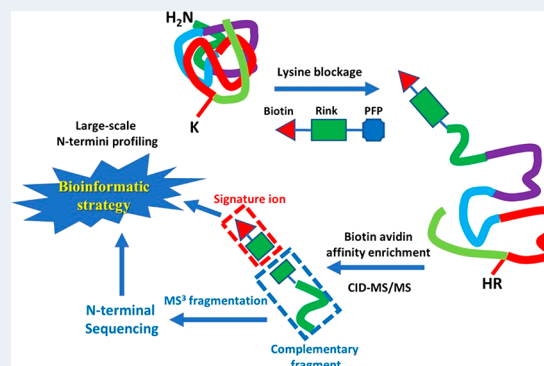 H₂N
K
Lysine blockage
Biotin Rink PFP
Large-scale
N-termini profiling
Bioinformatic
strategy
Signature ion
Biotin avidin
affinity enrichment
CID-MS/MS
HR
MS³ fragmentation
N-terminal
Sequencing
Complementary
fragment